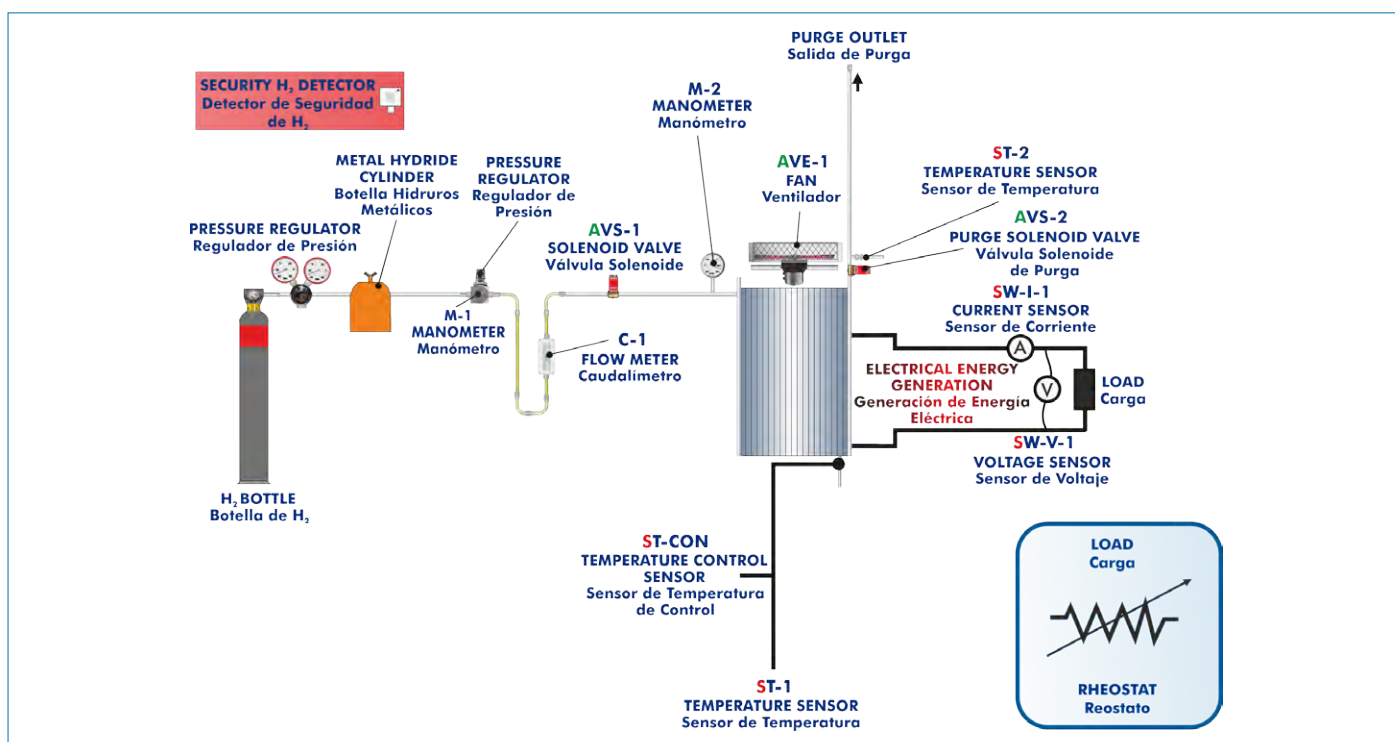 PURGE OUTLET
Salida de Purga
SECURITY H₂ DETECTOR
Detector de Seguridad
de H₂
M-2
MANOMETER
Manómetro
METAL HYDRIDE
CYLINDER
Botella Hidruros
Metálicos
PRESSURE
REGULATOR
Regulador de
Presión
AVE-1
FAN
Ventilador
ST-2
TEMPERATURE SENSOR
Sensor de Temperatura
PRESSURE REGULATOR
Regulador de Presión
AVS-1
SOLENOID VALVE
Válvula Solenoide
AVS-2
PURGE SOLENOID VALVE
Válvula Solenoide
de Purga
SW-I-1
CURRENT SENSOR
Sensor de Corriente
M-1
MANOMETER
Manómetro
C-1
FLOW METER
Caudalímetro
A
ELECTRICAL ENERGY
GENERATION
Generación de Energía
Eléctrica
V
LOAD
Carga
SW-V-1
VOLTAGE SENSOR
Sensor de Voltaje
H₂ BOTTLE
Botella de H₂
ST-CON
TEMPERATURE CONTROL
SENSOR
Sensor de Temperatura
de Control
LOAD
Carga
RHEOSTAT
Reostato
ST-1
TEMPERATURE SENSOR
Sensor de Temperatura